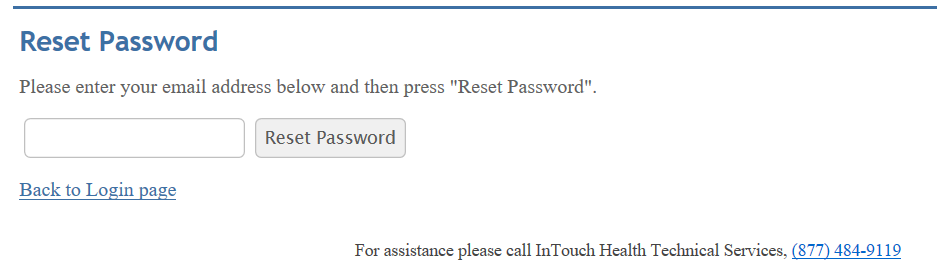 Reset Password
Please enter your email address below and then press "Reset Password".
Reset Password
Back to Login page
For assistance please call InTouch Health Technical Services, (877) 484-9119